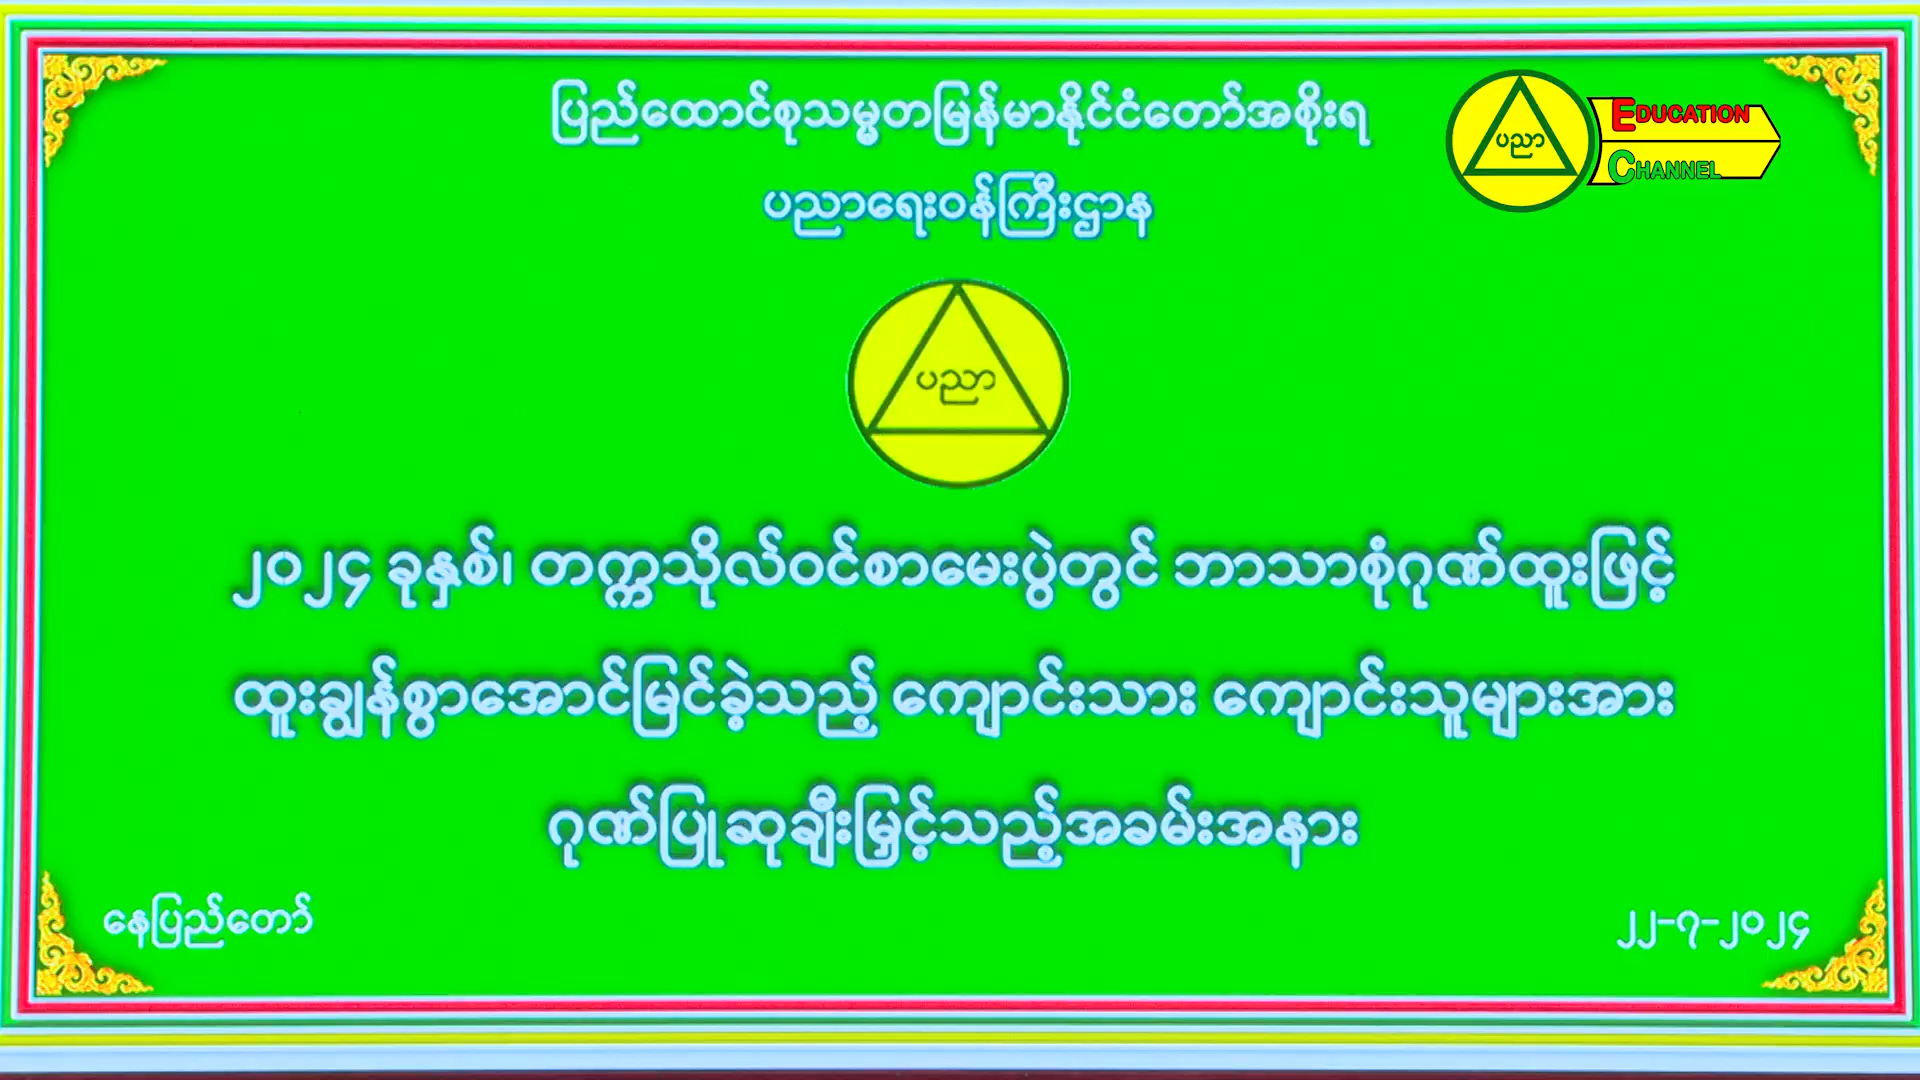 ပြည်ထောင်စုသမ္မတမြန်မာနိုင်ငံတော်အစိုးရ
ပညာရေးဝန်ကြီးဌာန
ပညာ
EDUCATION
CHANNEL
ပညာ
၂၀၂၄ ခုနှစ်၊ တက္ကသိုလ်ဝင်စာမေးပွဲတွင် ဘာသာစုံဂုဏ်ထူးဖြင့်
ထူးချွန်စွာအောင်မြင်ခဲ့သည့် ကျောင်းသား ကျောင်းသူများအား
ဂုဏ်ပြုဆုချီးမြှင့်သည့်အခမ်းအနား
နေပြည်တော်
၂၂-၇-၂၀၂၄